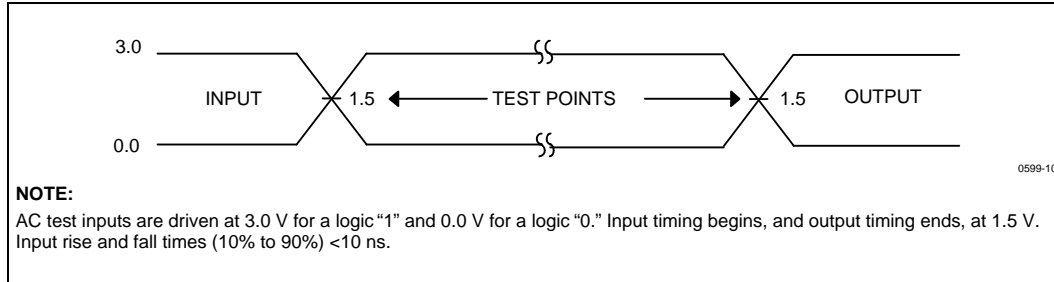 3.0
INPUT 1.5 TEST POINTS 1.5 OUTPUT
0.0
0599-10
NOTE:
AC test inputs are driven at 3.0 V for a logic “1” and 0.0 V for a logic “0.” Input timing begins, and output timing ends, at 1.5 V.
Input rise and fall times (10% to 90%) <10 ns.